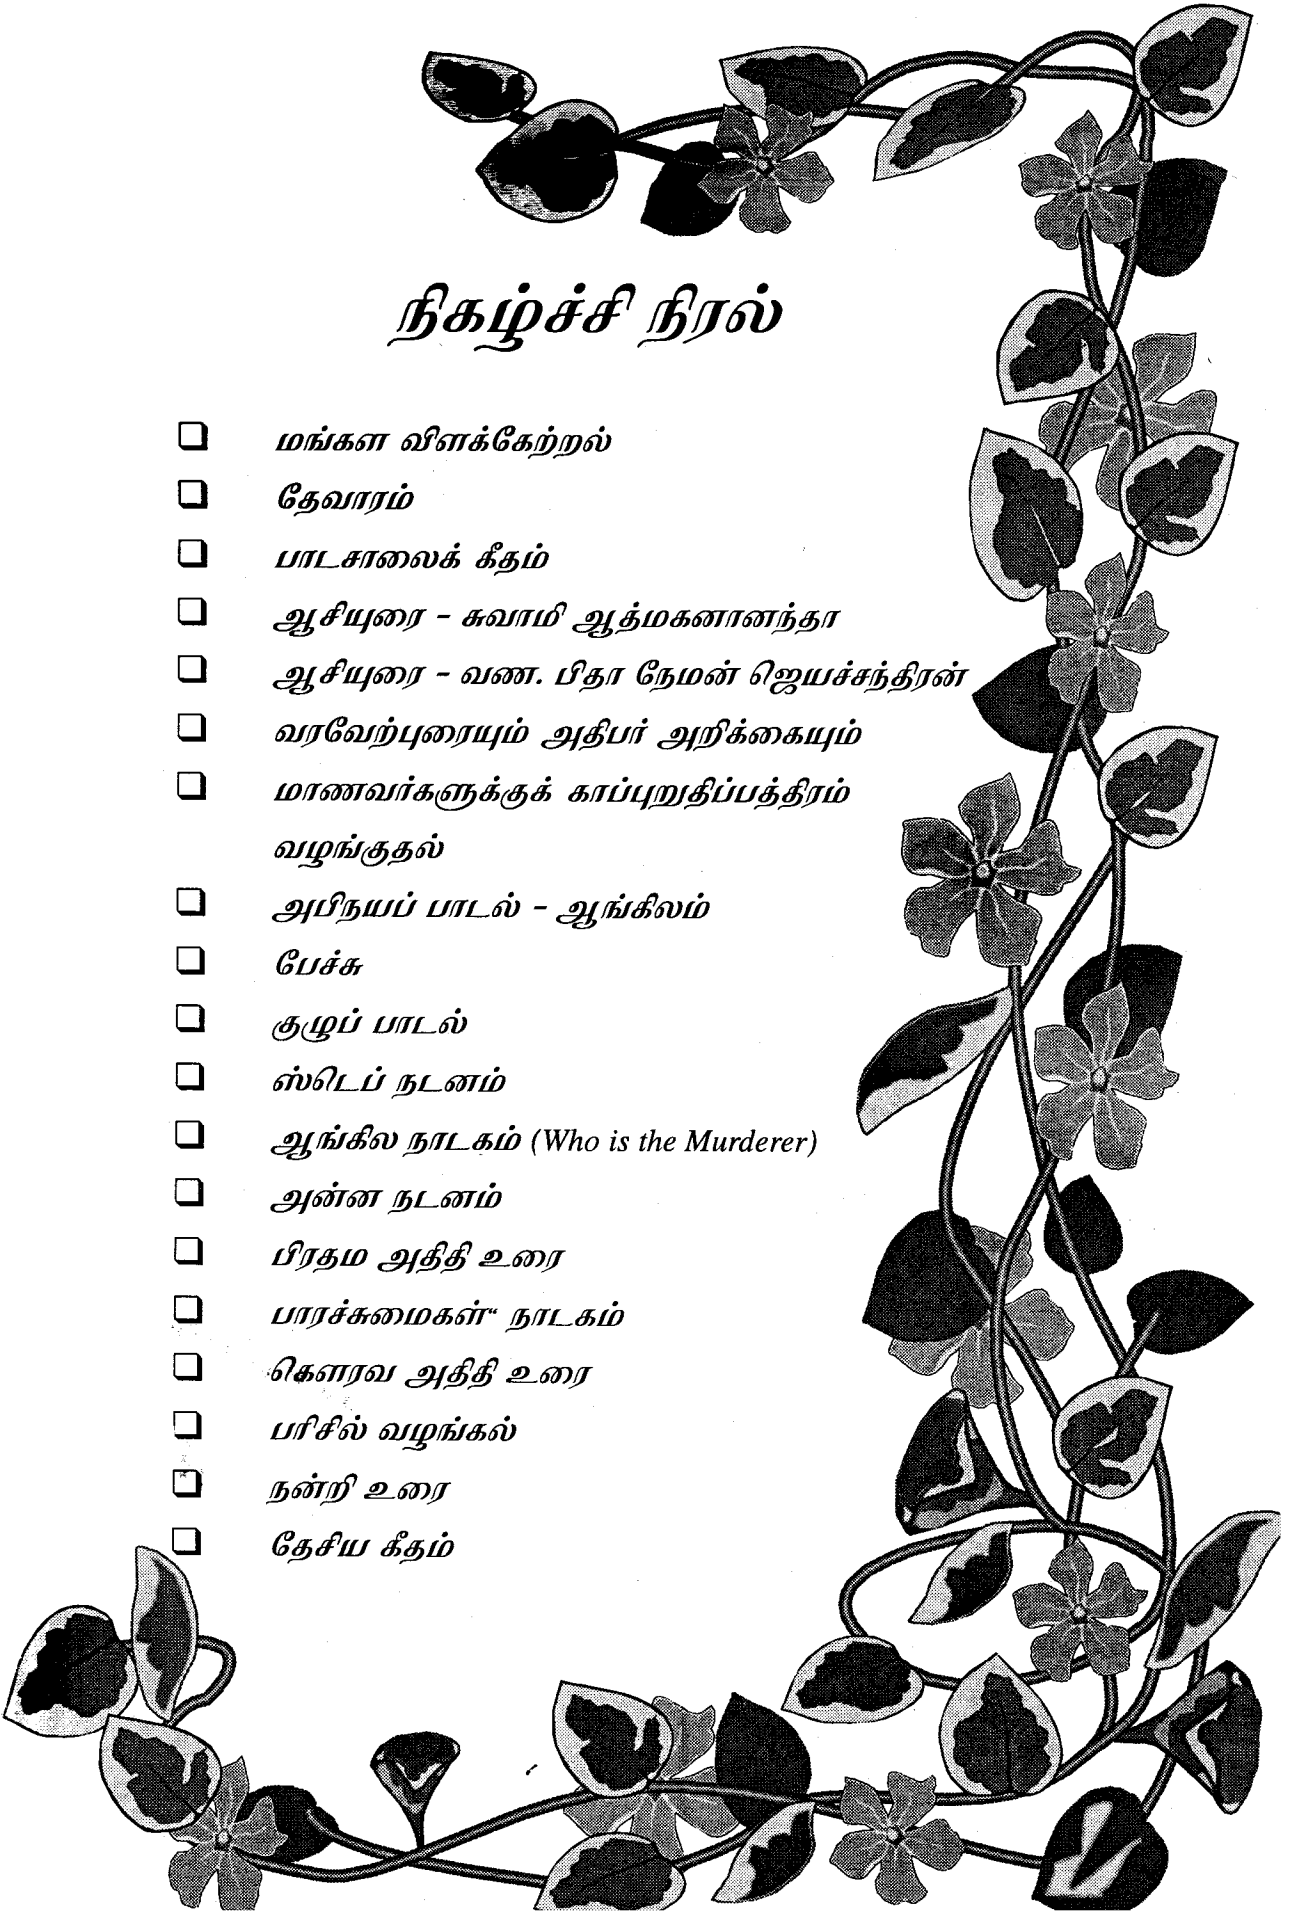 நிகழ்ச்சி நிரல்
மங்கள விளக்கேற்றல்
தேவாரம்
பாடசாலைக் கீதம்
ஆசியுரை – சுவாமி ஆத்மகனானந்தா
ஆசியுரை – வண. பிதா நேமன் ஜெயச்சந்திரன்
வரவேற்புரையும் அதிபர் அறிக்கையும்
மாணவர்களுக்குக் காப்புறுதிப்பத்திரம்
வழங்குதல்
அபிநயப் பாடல் – ஆங்கிலம்
பேச்சு
குழுப் பாடல்
ஸ்டெப் நடனம்
ஆங்கில நாடகம் (Who is the Murderer)
அன்ன நடனம்
பிரதம அதிதி உரை
பாரச்சுமைகள்“ நாடகம்
கௌரவ அதிதி உரை
பரிசில் வழங்கல்
நன்றி உரை
தேசிய கீதம்